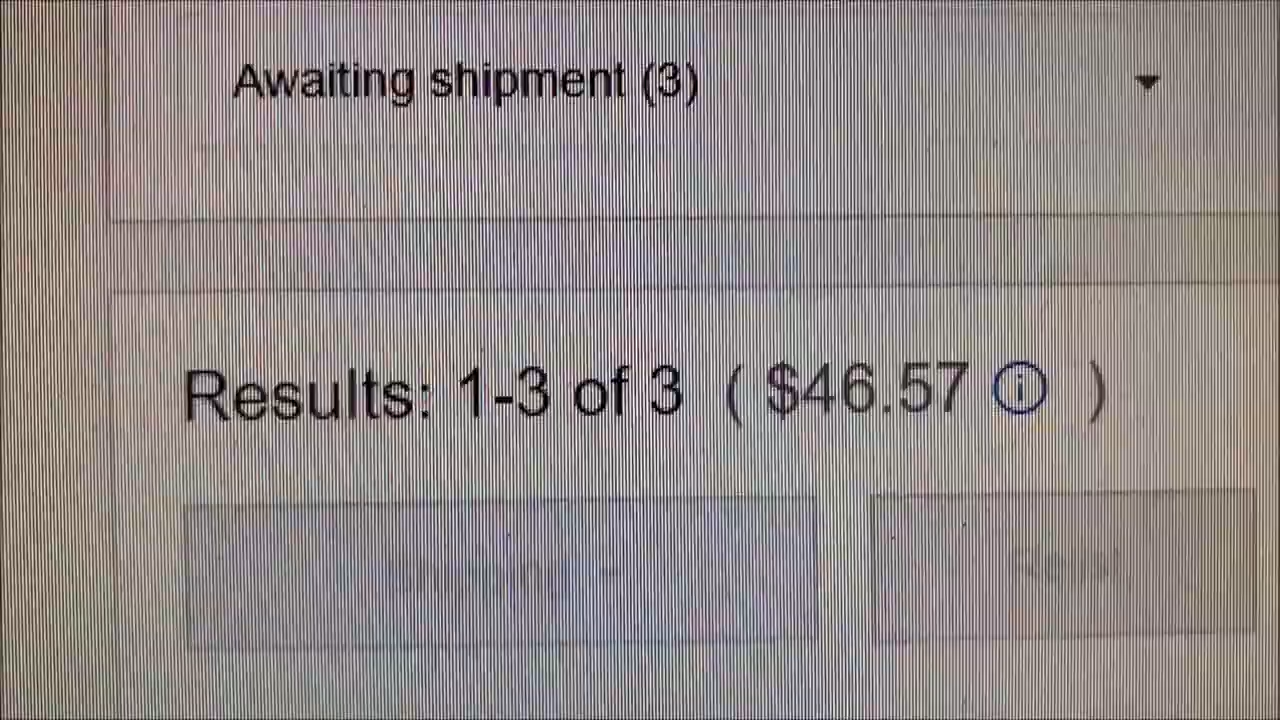 Awaiting shipment (3)
Results: 1-3 of 3 ( $46.57 ⓘ )